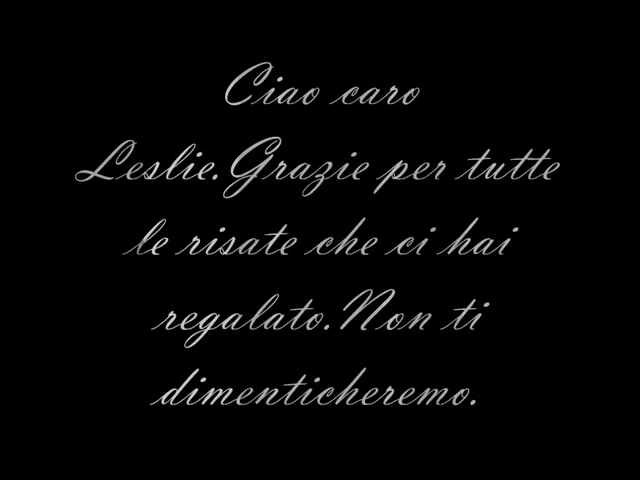 Ciao caro
Leslie.Grazie per tutte
le risate che ci hai
regalato.Non ti
dimenticheremo.